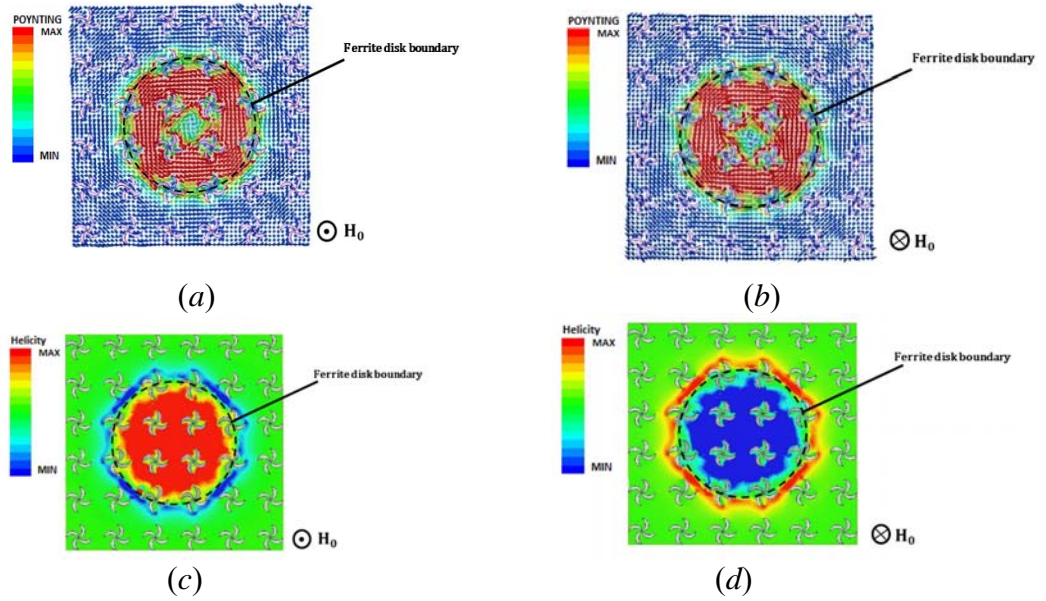 POYNTING
MAX
MIN
Ferrite disk boundary
H₀
(a)
POYNTING
MAX
MIN
Ferrite disk boundary
H₀
(b)
Helicity
MAX
MIN
Ferrite disk boundary
H₀
(c)
Helicity
MAX
MIN
Ferrite disk boundary
H₀
(d)